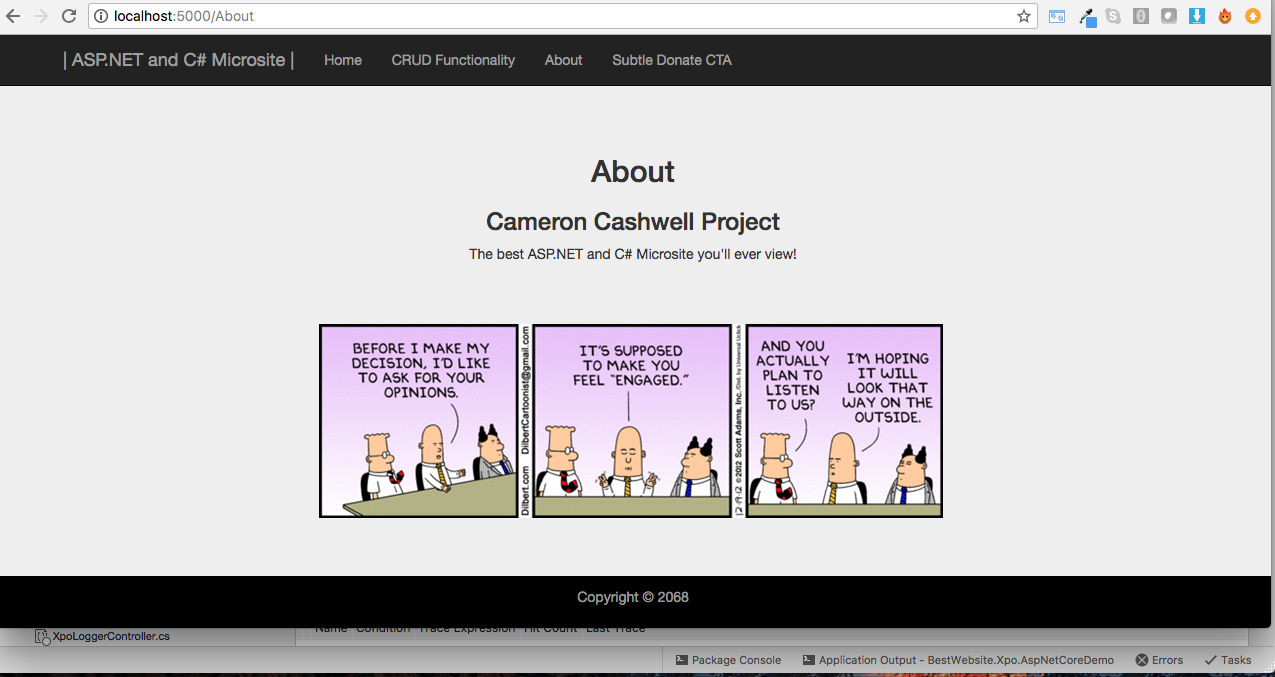 localhost:5000/About
| ASP.NET and C# Microsite |
Home
CRUD Functionality
About
Subtle Donate CTA
About
Cameron Cashwell Project
The best ASP.NET and C# Microsite you'll ever view!
BEFORE I MAKE MY
DECISION, I'D LIKE
TO ASK FOR YOUR
OPINIONS.
Dilbert.com DilbertCartoonist@gmail.com
IT'S SUPPOSED
TO MAKE YOU
FEEL "ENGAGED."
12-19-12 ©2012 Scott Adams, Inc./Dist. by Universal Uclick
AND YOU
ACTUALLY
PLAN TO
LISTEN
TO US?
I'M HOPING
IT WILL
LOOK THAT
WAY ON THE
OUTSIDE.
Copyright © 2068
XpoLoggerController.cs
Name Condition Trace Expression Hit Count Last Trace
Package Console
Application Output - BestWebsite.Xpo.AspNetCoreDemo
Errors
Tasks